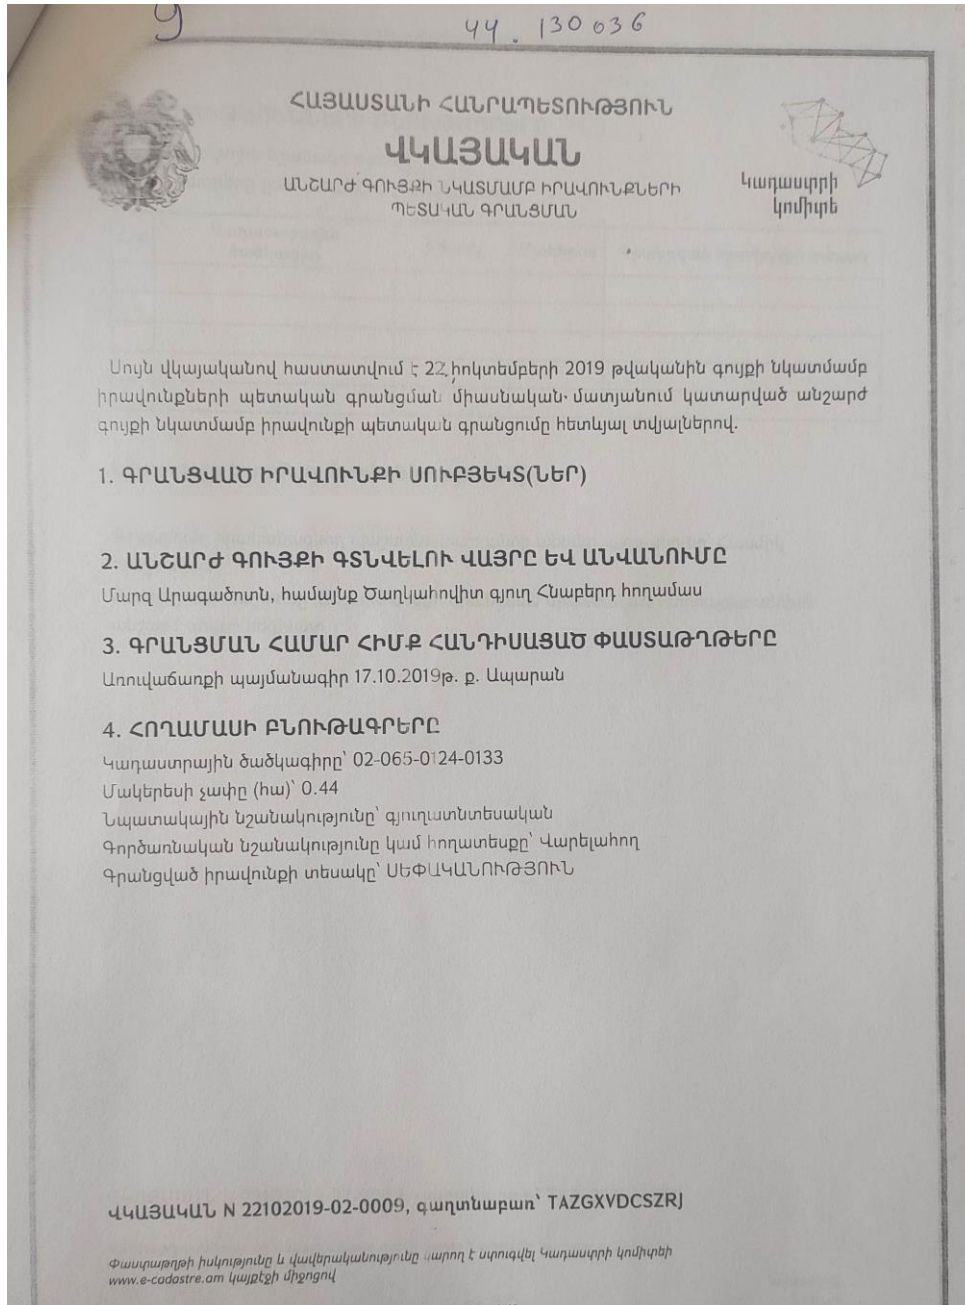 9
44. 130036
ՀԱՅԱՍՏԱՆԻ ՀԱՆՐԱՊԵՏՈՒԹՅՈՒՆ
ՎԿԱՅԱԿԱՆ
ԱՆՇԱՐԺ ԳՈՒՅՔԻ ՆԿԱՏՄԱՄԲ ԻՐԱՎՈՒՆՔՆԵՐԻ
ՊԵՏԱԿԱՆ ԳՐԱՆՑՄԱՆ
Կադաստրի
կոմիտե
Սույն վկայականով հաստատվում է 22 հոկտեմբերի 2019 թվականին գույքի նկատմամբ
իրավունքների պետական գրանցման միասնական մատյանում կատարված անշարժ
գույքի նկատմամբ իրավունքի պետական գրանցումը հետևյալ տվյալներով.
1. ԳՐԱՆՑՎԱԾ ԻՐԱՎՈՒՆՔԻ ՍՈՒԲՅԵԿՏ(ՆԵՐ)
2. ԱՆՇԱՐԺ ԳՈՒՅՔԻ ԳՏՆՎԵԼՈՒ ՎԱՅՐԸ ԵՎ ԱՆՎԱՆՈՒՄԸ
Մարզ Արագածոտն, համայնք Ծաղկահովիտ գյուղ Հնաբերդ հողամաս
3. ԳՐԱՆՑՄԱՆ ՀԱՄԱՐ ՀԻՄՔ ՀԱՆԴԻՍԱՑԱԾ ՓԱՍՏԱԹՂԹԵՐԸ
Առուվաճառքի պայմանագիր 17.10.2019թ. ք. Ապարան
4. ՀՈՂԱՄԱՍԻ ԲՆՈՒԹԱԳՐԵՐԸ
Կադաստրային ծածկագիրը՝ 02-065-0124-0133
Մակերեսի չափը (հա)՝ 0.44
Նպատակային նշանակությունը՝ գյուղատնտեսական
Գործառնական նշանակությունը կամ հողատեսքը՝ Վարելահող
Գրանցված իրավունքի տեսակը՝ ՍԵՓԱԿԱՆՈՒԹՅՈՒՆ
ՎԿԱՅԱԿԱՆ N 22102019-02-0009, գաղտնաբառ՝ TAZGXVDCSZRJ
Փաստաթղթի իսկությունը և վավերականությունը կարող է ստուգվել Կադաստրի կոմիտեի
www.e-cadastre.am կայքէջի միջոցով